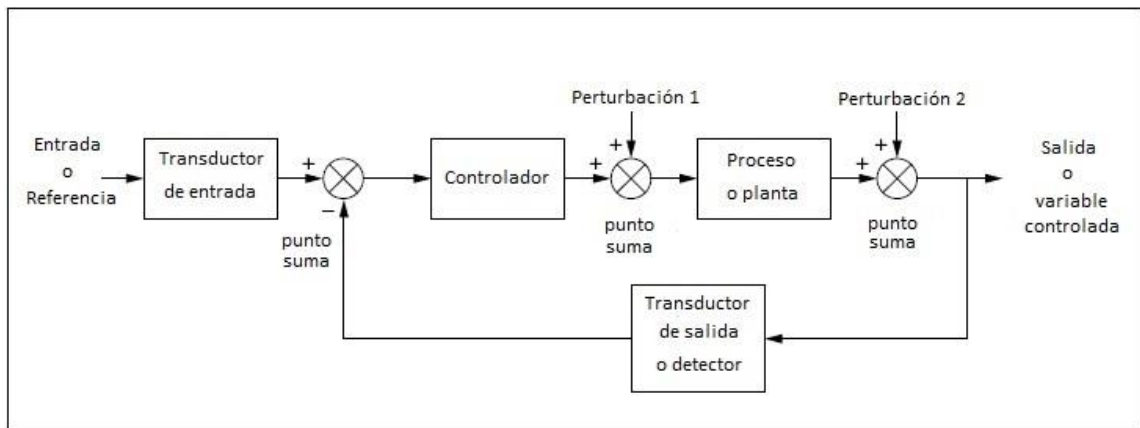 Perturbación 1
Perturbación 2
Entrada
o
Referencia
Transductor
de entrada
+
−
punto
suma
Controlador
+
+
punto
suma
Proceso
o planta
+
+
punto
suma
Salida
o
variable
controlada
Transductor
de salida
o detector